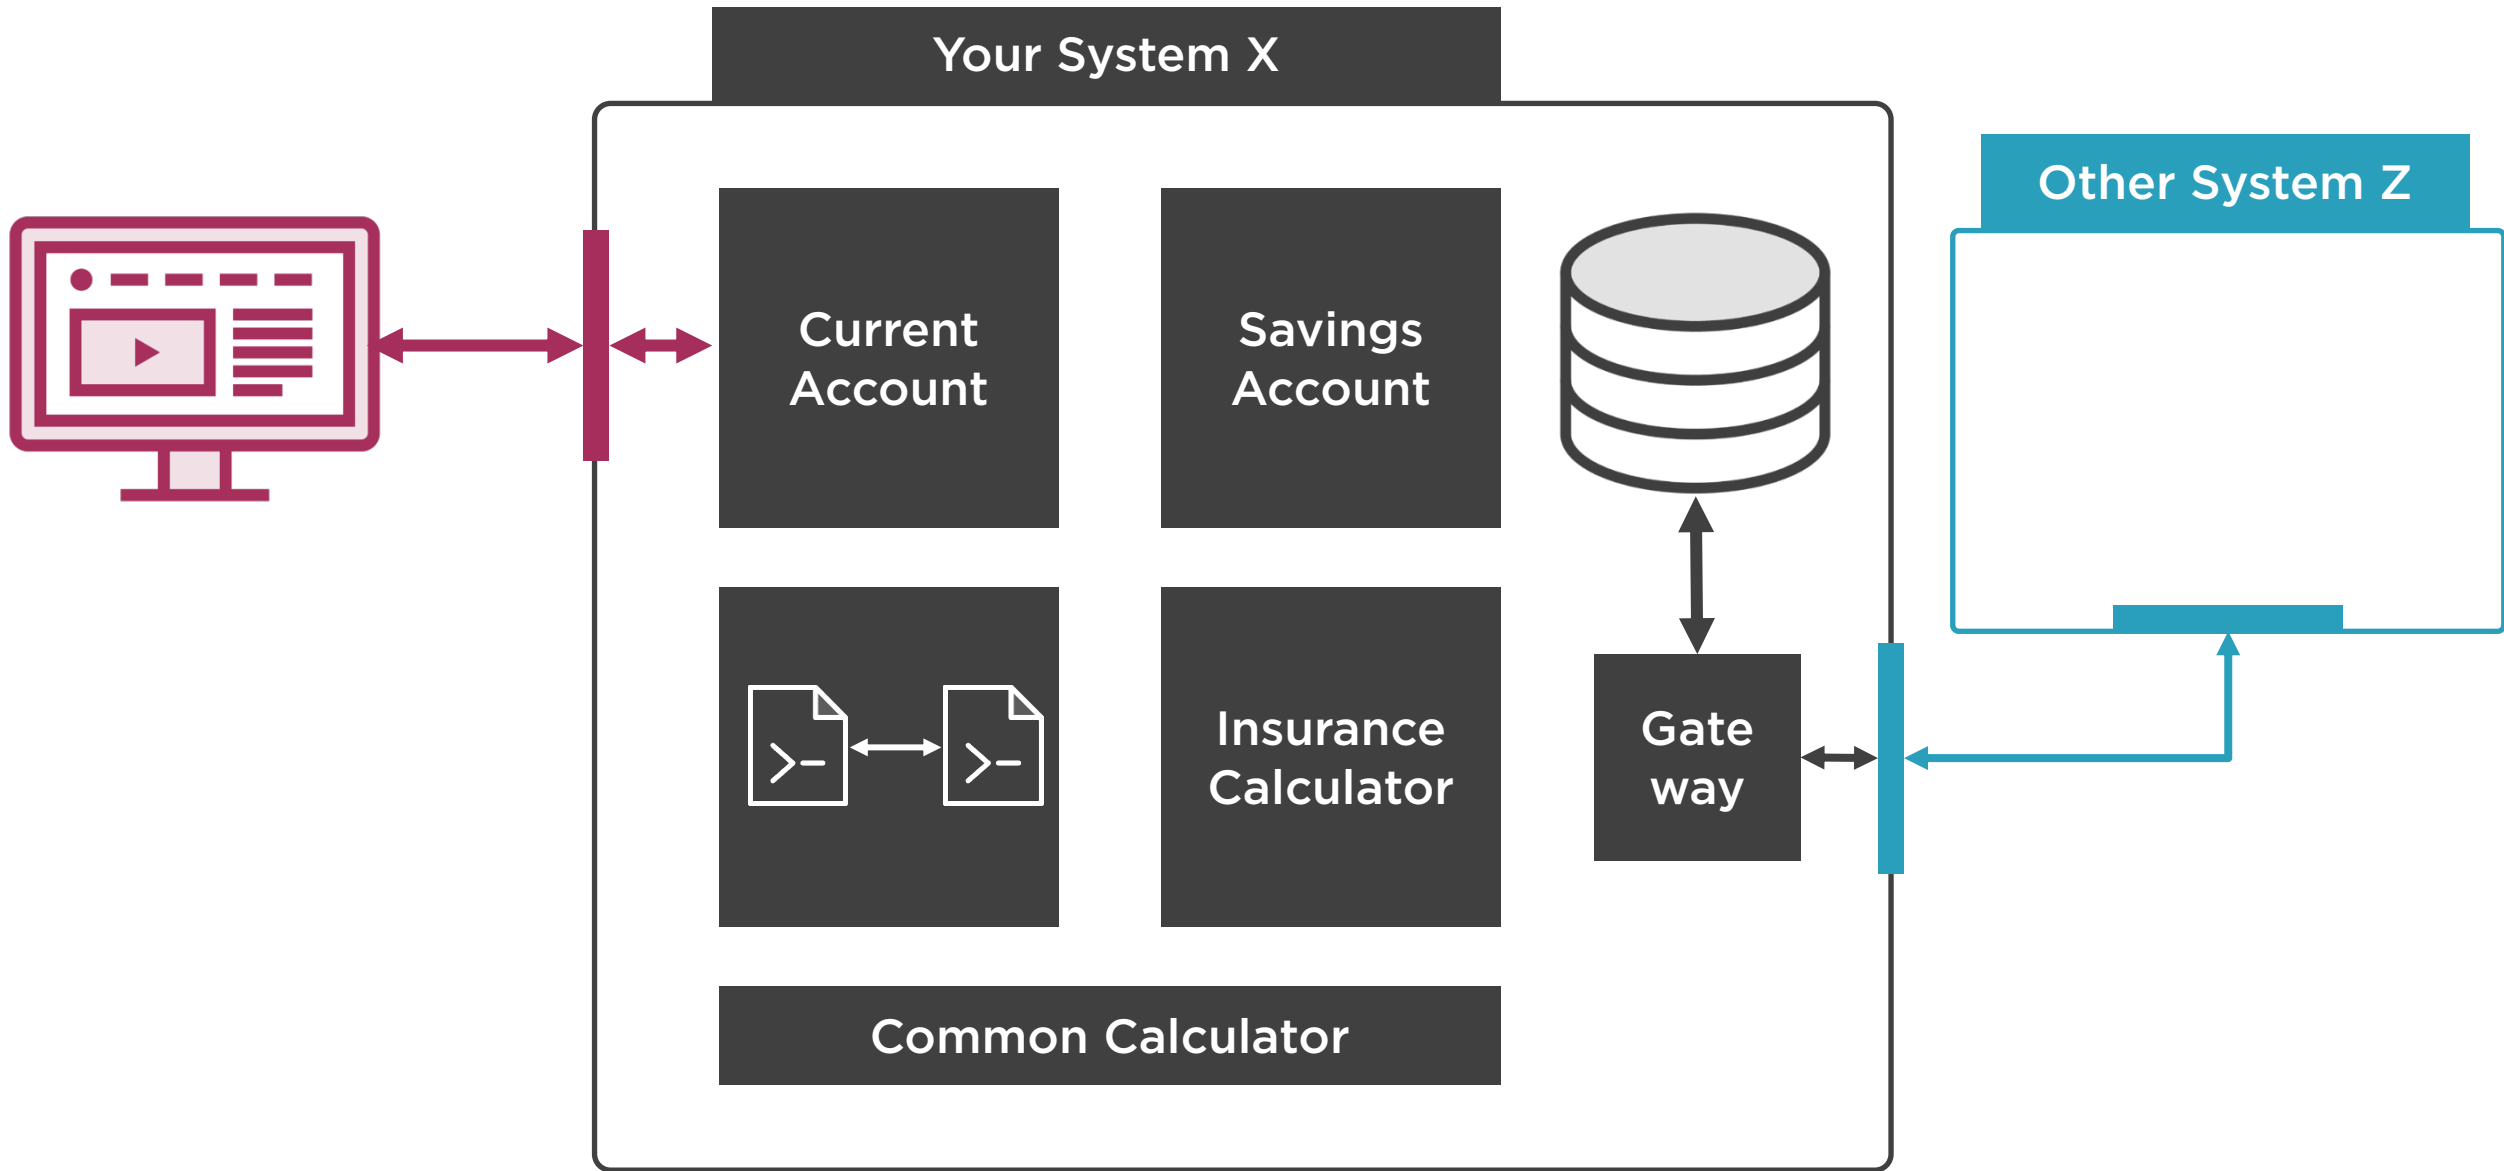 Your System X
Other System Z
Current
Account
Savings
Account
Insurance
Calculator
Gate
way
Common Calculator